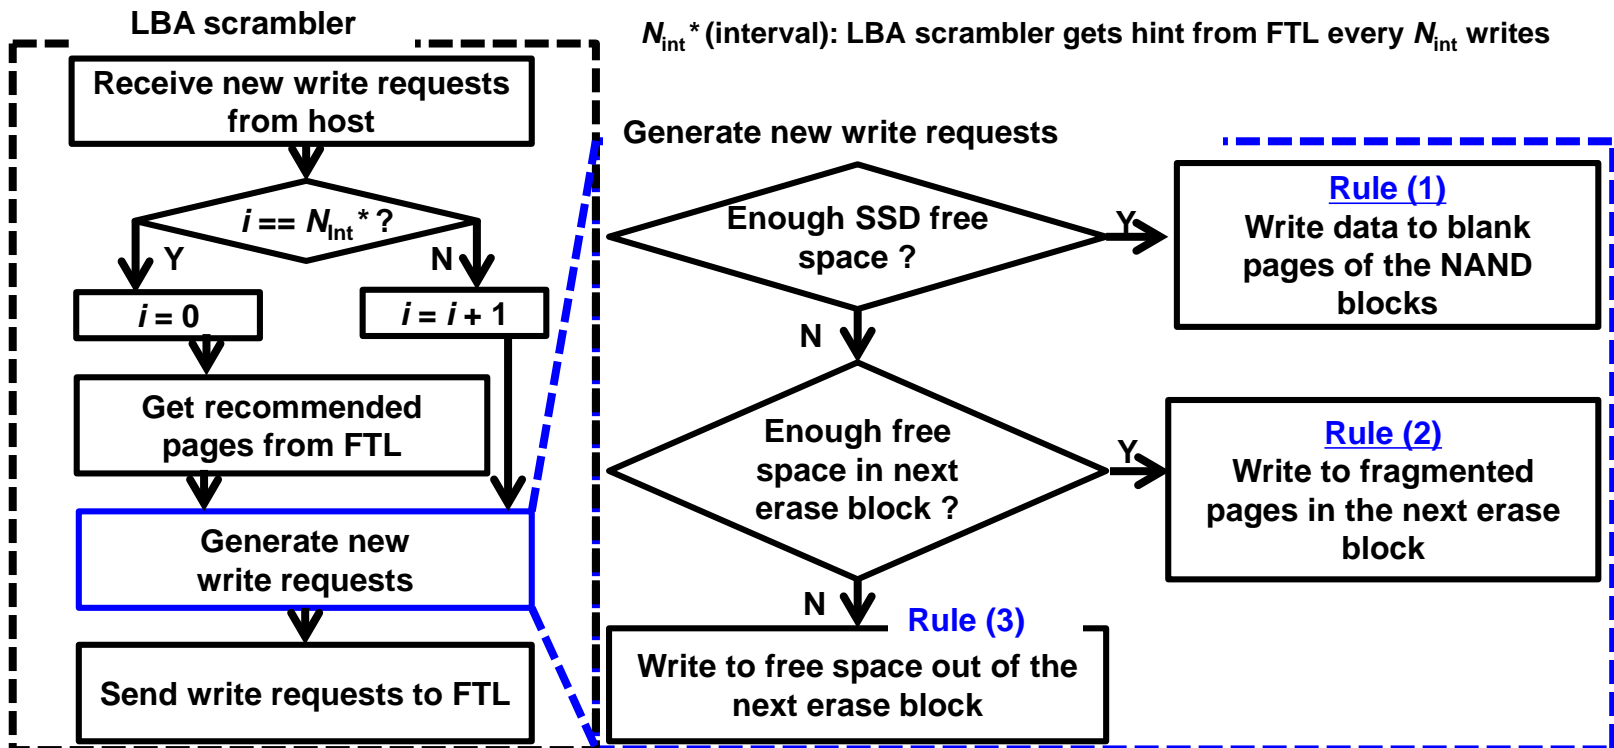 LBA scrambler
N_int* (interval): LBA scrambler gets hint from FTL every N_int writes
Receive new write requests
from host
i == N_Int* ?
Y
N
i = 0
i = i + 1
Get recommended
pages from FTL
Generate new
write requests
Send write requests to FTL
Generate new write requests
Enough SSD free
space ?
Y
Rule (1)
Write data to blank
pages of the NAND
blocks
N
Enough free
space in next
erase block ?
Y
Rule (2)
Write to fragmented
pages in the next erase
block
N
Rule (3)
Write to free space out of the
next erase block